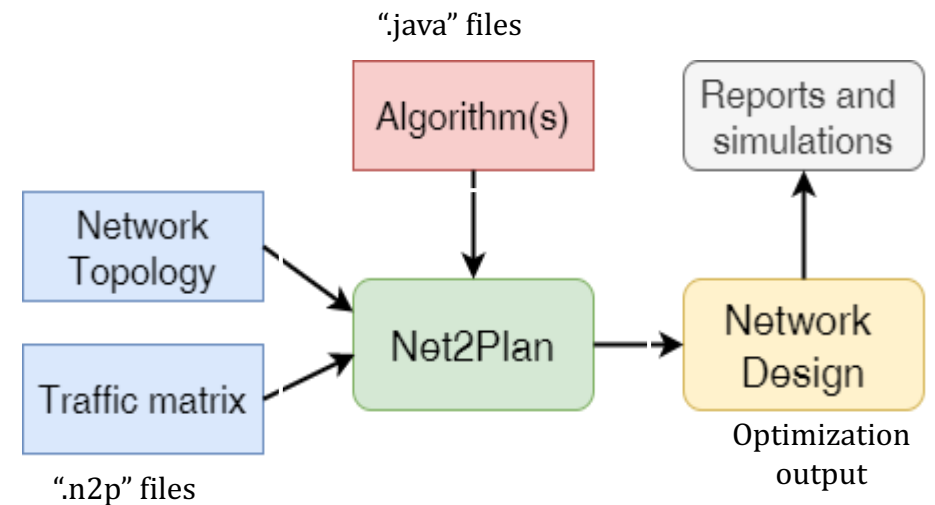 “.java” files
Algorithm(s)
Reports and
simulations
Network
Topology
Net2Plan
Network
Design
Traffic matrix
Optimization
output
“.n2p” files